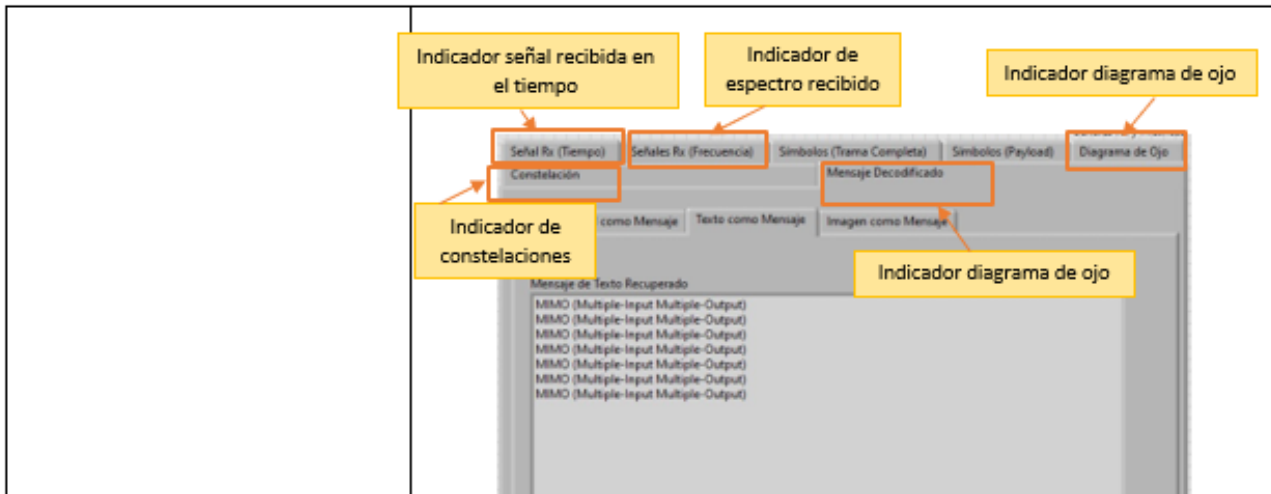 Indicador señal recibida en
el tiempo
Indicador de
espectro recibido
Indicador diagrama de ojo
Señal Rx (Tiempo)
Señales Rx (Frecuencia)
Símbolos (Trama Completa)
Símbolos (Payload)
Diagrama de Ojo
Constelación
Mensaje Decodificado
Indicador de
constelaciones
como Mensaje
Texto como Mensaje
Imagen como Mensaje
Indicador diagrama de ojo
Mensaje de Texto Recuperado
MIMO (Multiple-Input Multiple-Output)
MIMO (Multiple-Input Multiple-Output)
MIMO (Multiple-Input Multiple-Output)
MIMO (Multiple-Input Multiple-Output)
MIMO (Multiple-Input Multiple-Output)
MIMO (Multiple-Input Multiple-Output)
MIMO (Multiple-Input Multiple-Output)